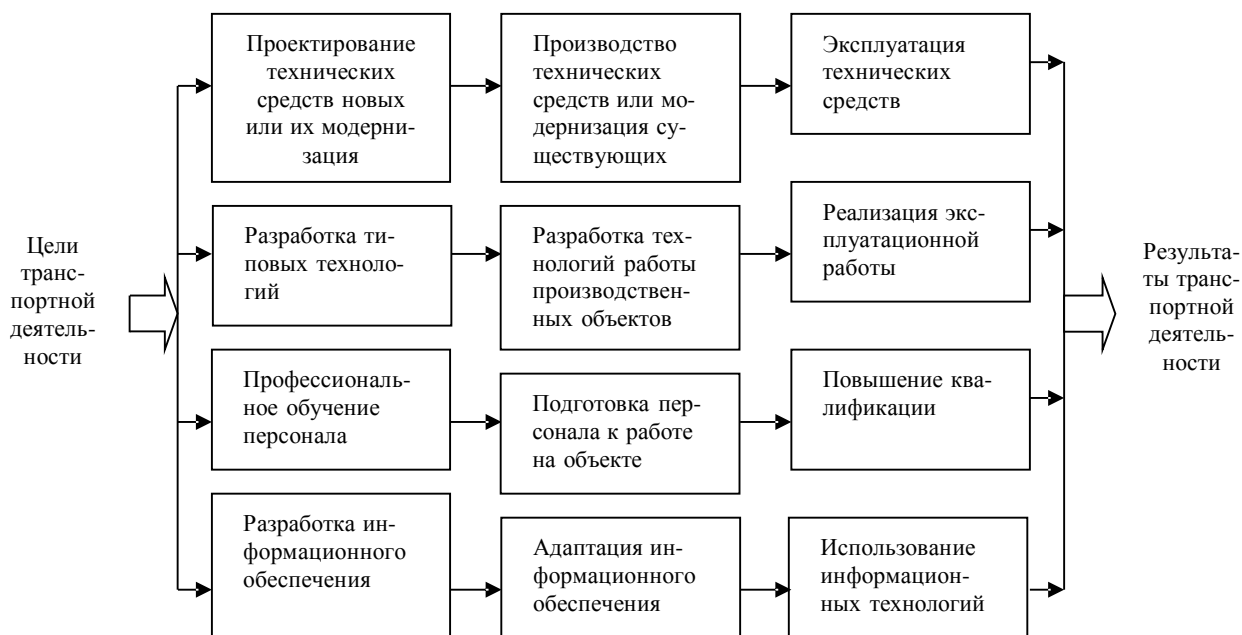 Цели
транс-
портной
деятель-
ности
Проектирование
технических
средств новых
или их модерни-
зация
Производство
технических
средств или мо-
дернизация су-
ществующих
Эксплуатация
технических
средств
Разработка ти-
повых техноло-
гий
Разработка тех-
нологий работы
производствен-
ных объектов
Реализация экс-
плуатационной
работы
Профессиональ-
ное обучение
персонала
Подготовка пер-
сонала к работе
на объекте
Повышение ква-
лификации
Разработка ин-
формационного
обеспечения
Адаптация ин-
формационного
обеспечения
Использование
информацион-
ных технологий
Результа-
ты транс-
портной
деятель-
ности